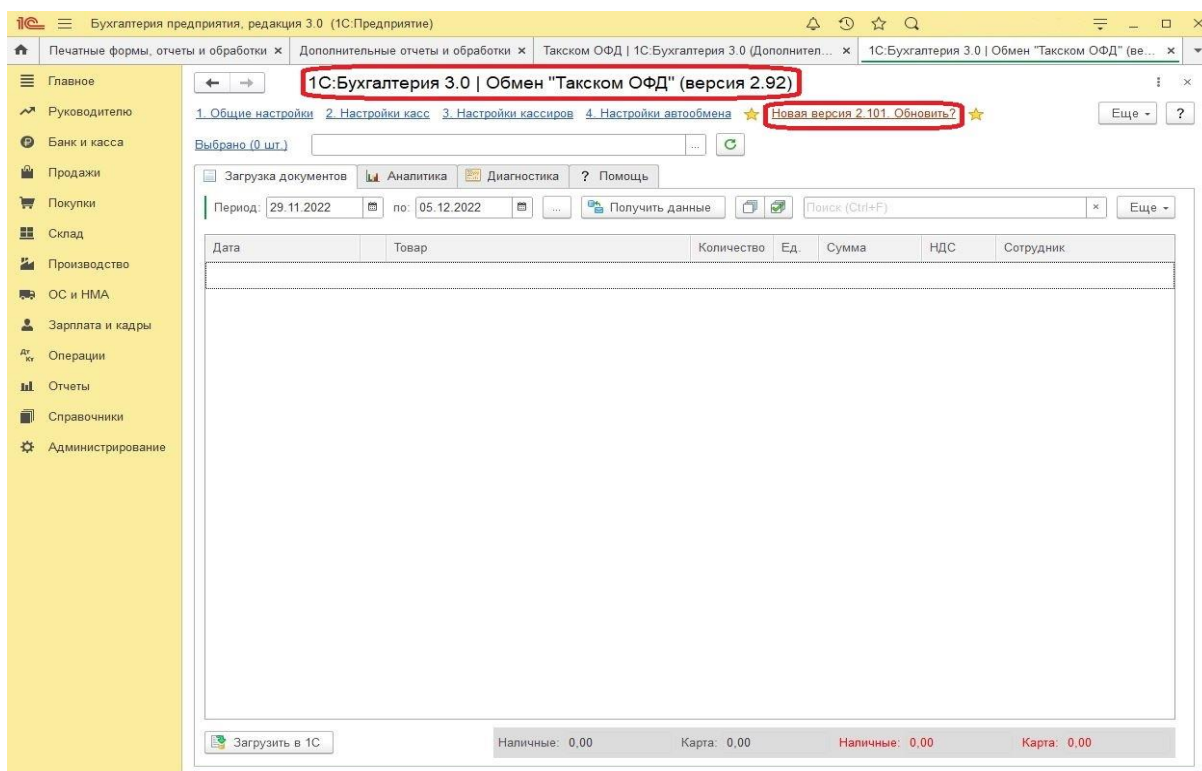 1С Бухгалтерия предприятия, редакция 3.0 (1С:Предприятие)
Печатные формы, отчеты и обработки × Дополнительные отчеты и обработки × Такском ОФД | 1С:Бухгалтерия 3.0 (Дополнител... × 1С:Бухгалтерия 3.0 | Обмен "Такском ОФД" (ве... ×
Главное
Руководителю
Банк и касса
Продажи
Покупки
Склад
Производство
ОС и НМА
Зарплата и кадры
Дт Кт Операции
Отчеты
Справочники
Администрирование
1С:Бухгалтерия 3.0 | Обмен "Такском ОФД" (версия 2.92)
1. Общие настройки 2. Настройки касс 3. Настройки кассиров 4. Настройки автообмена Новая версия 2.101. Обновить? Еще ?
Выбрано (0 шт.) ...
Загрузка документов Аналитика Диагностика ? Помощь
Период: 29.11.2022 по: 05.12.2022 ... Получить данные Поиск (Ctrl+F) × Еще
Дата Товар Количество Ед. Сумма НДС Сотрудник
Загрузить в 1С Наличные: 0,00 Карта: 0,00 Наличные: 0,00 Карта: 0,00